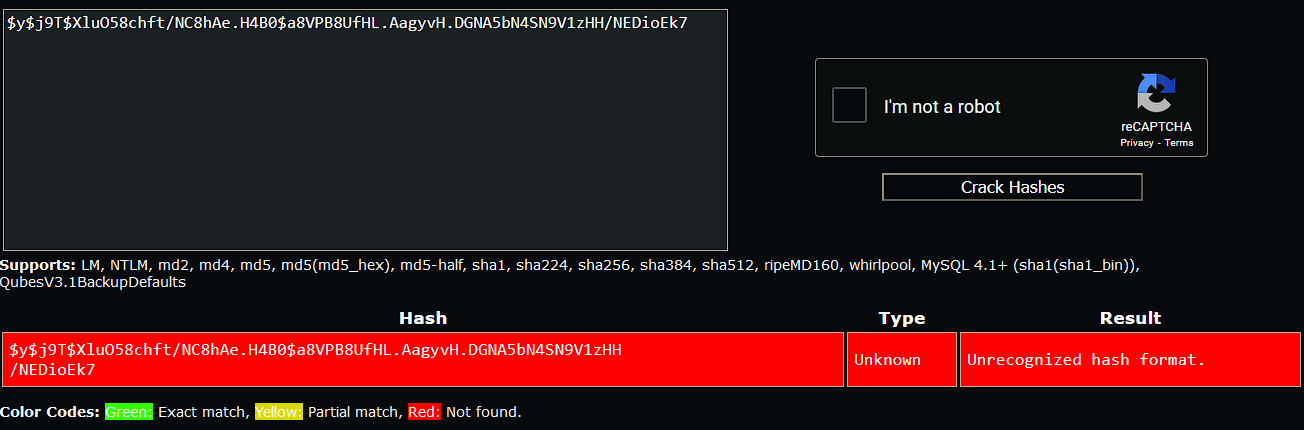 $y$j9T$XluO58chft/NC8hAe.H4B0$a8VPB8UfHL.AagyvH.DGNA5bN4SN9V1zHH/NEDioEk7
I'm not a robot
reCAPTCHA
Privacy - Terms
Crack Hashes
Supports: LM, NTLM, md2, md4, md5, md5(md5_hex), md5-half, sha1, sha224, sha256, sha384, sha512, ripeMD160, whirlpool, MySQL 4.1+ (sha1(sha1_bin)),
QubesV3.1BackupDefaults
Hash Type Result
$y$j9T$XluO58chft/NC8hAe.H4B0$a8VPB8UfHL.AagyvH.DGNA5bN4SN9V1zHH
/NEDioEk7
Unknown
Unrecognized hash format.
Color Codes: Green: Exact match, Yellow: Partial match, Red: Not found.